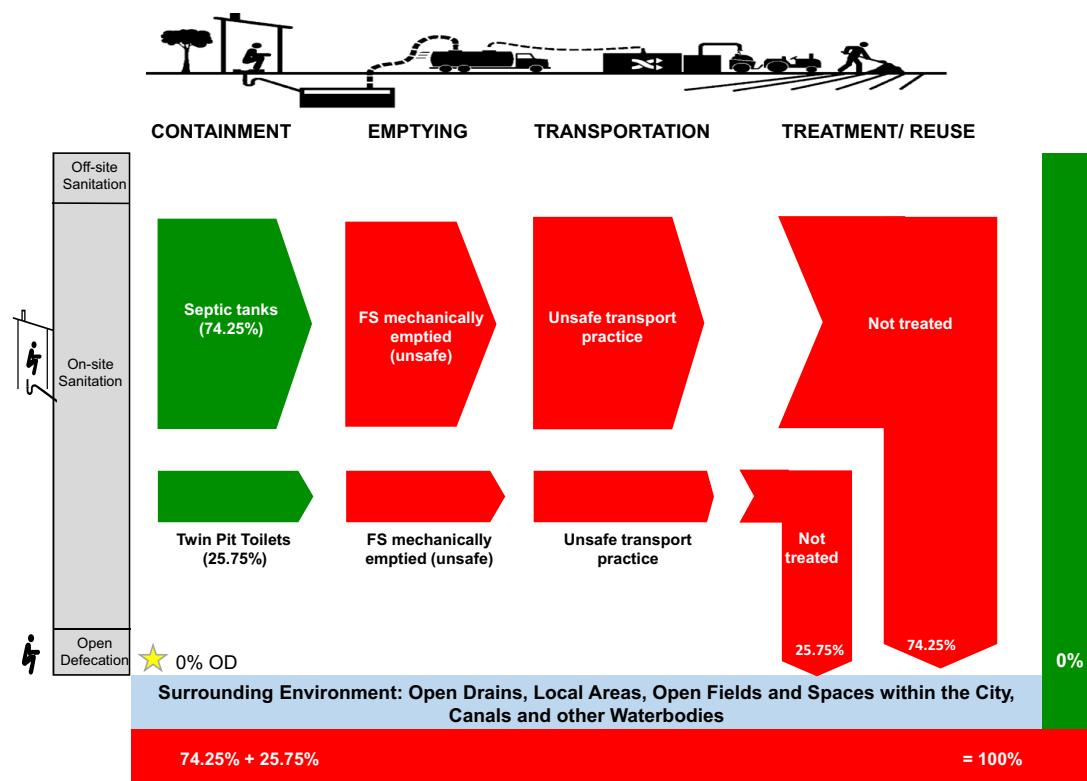 CONTAINMENT
EMPTYING
TRANSPORTATION
TREATMENT/ REUSE
Off-site
Sanitation
On-site
Sanitation
Open
Defecation
Septic tanks
(74.25%)
FS mechanically
emptied
(unsafe)
Unsafe transport
practice
Not treated
Twin Pit Toilets
(25.75%)
FS mechanically
emptied (unsafe)
Unsafe transport
practice
Not
treated
25.75%
74.25%
0% OD
0%
Surrounding Environment: Open Drains, Local Areas, Open Fields and Spaces within the City,
Canals and other Waterbodies
74.25% + 25.75%
= 100%